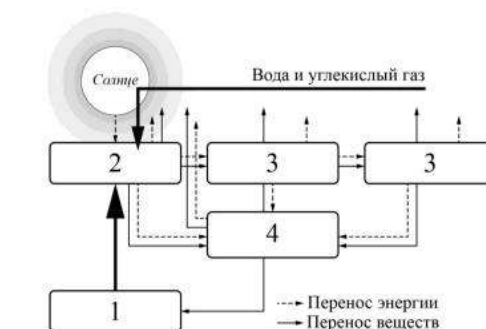 Солнце
Вода и углекислый газ
2
3
3
4
1
Перенос энергии
Перенос веществ